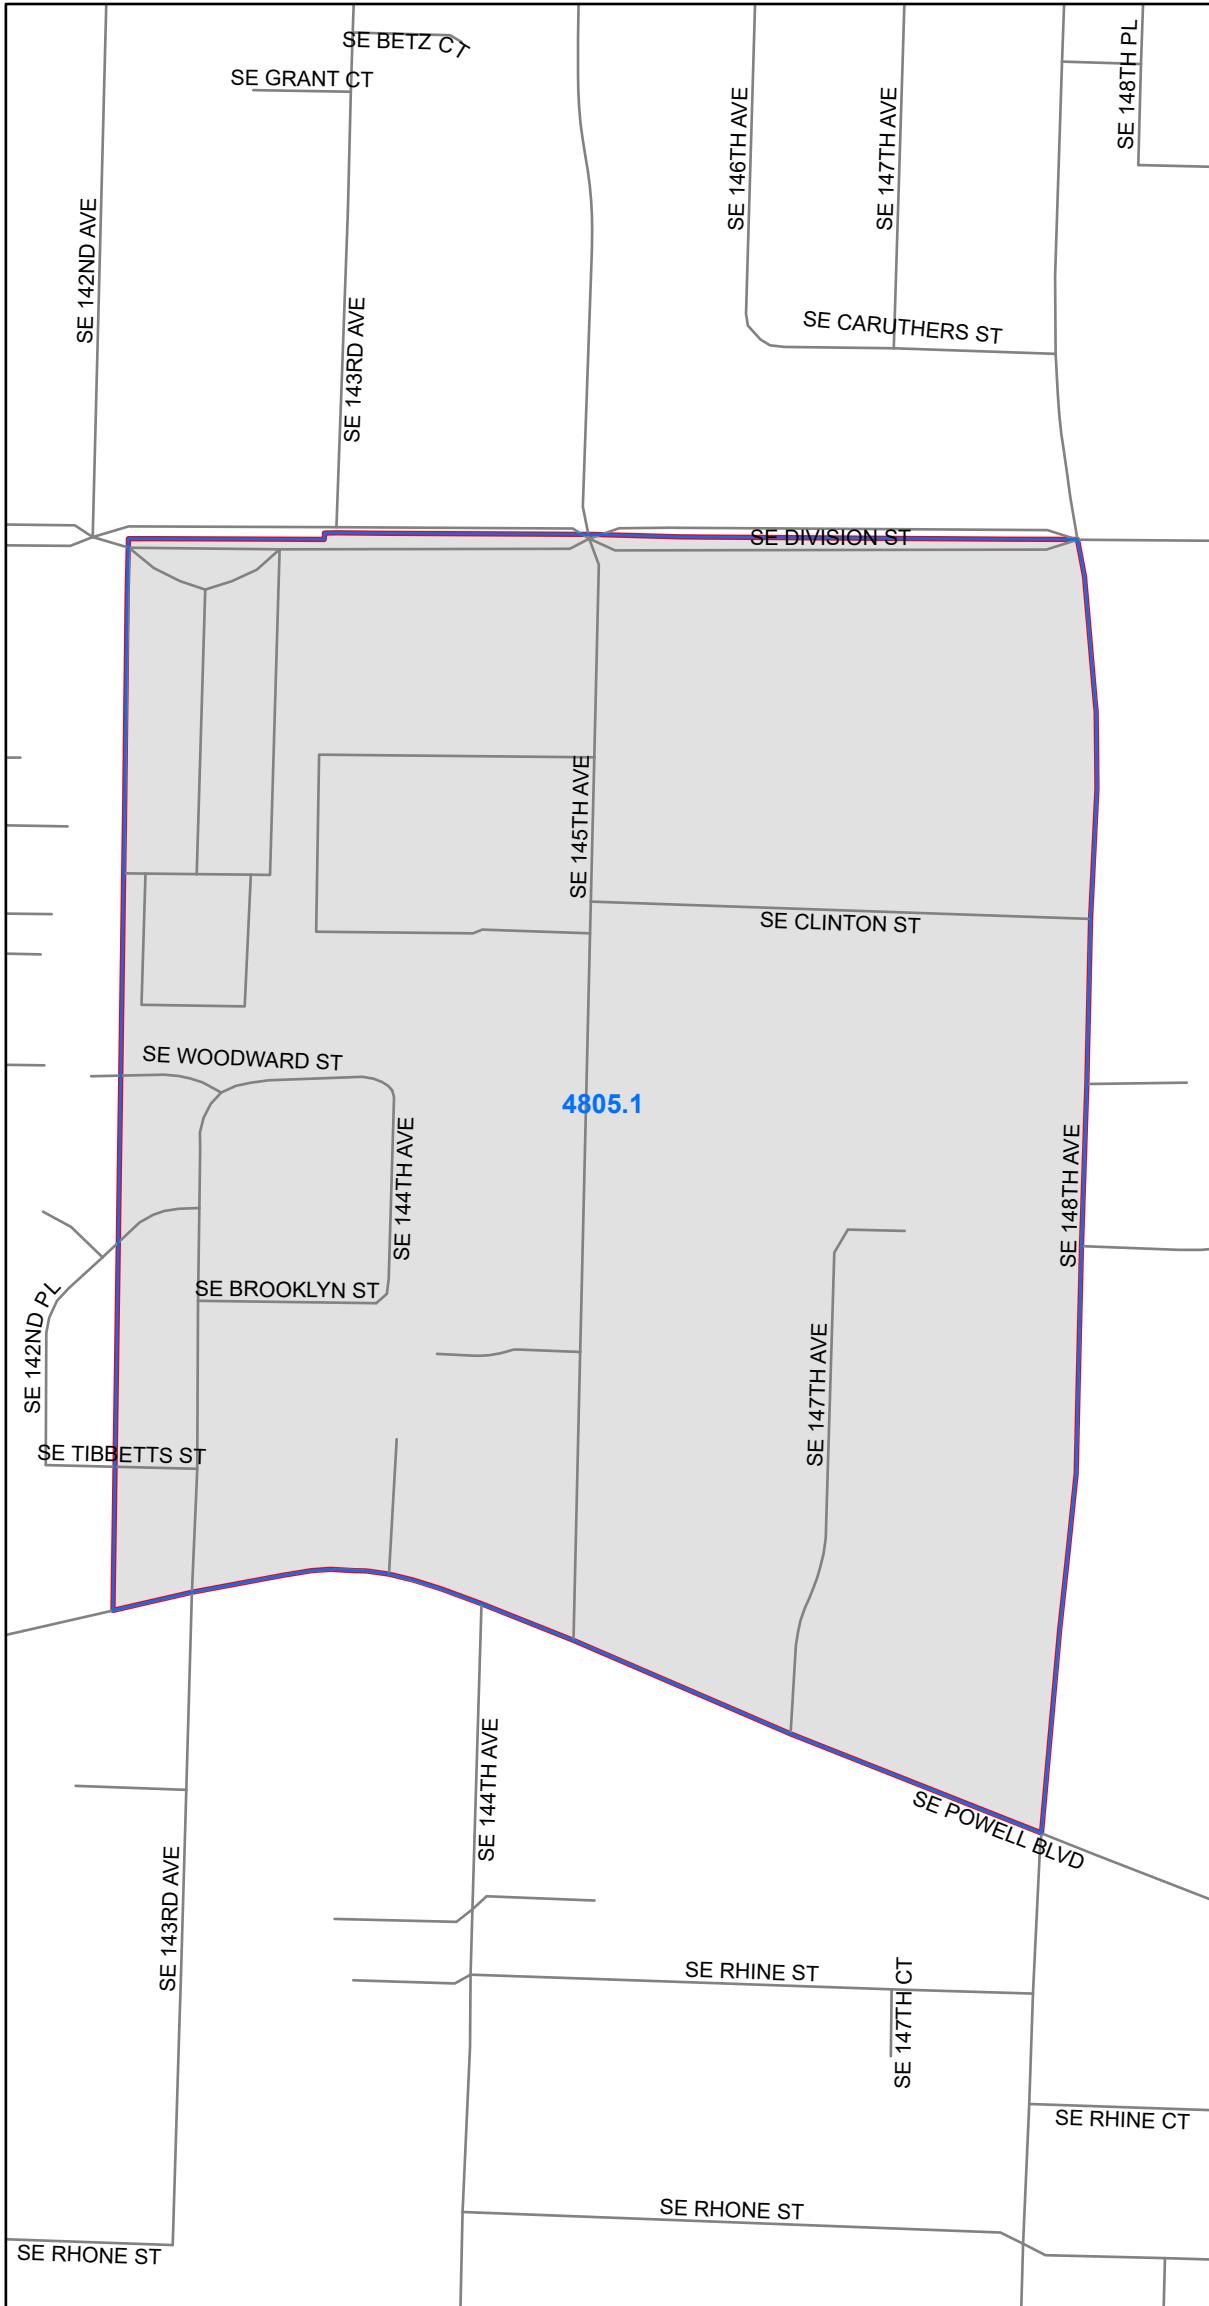 SE BETZ CT
SE GRANT CT
SE 148TH PL
SE 146TH AVE
SE 147TH AVE
SE 142ND AVE
SE 143RD AVE
SE CARUTHERS ST
SE DIVISION ST
SE 145TH AVE
SE CLINTON ST
SE WOODWARD ST
4805.1
SE 144TH AVE
SE 148TH AVE
SE BROOKLYN ST
SE 142ND PL
SE 147TH AVE
SE TIBBETTS ST
SE POWELL BLVD
SE 144TH AVE
SE 143RD AVE
SE RHINE ST
SE 147TH CT
SE RHINE CT
SE RHONE ST
SE RHONE ST